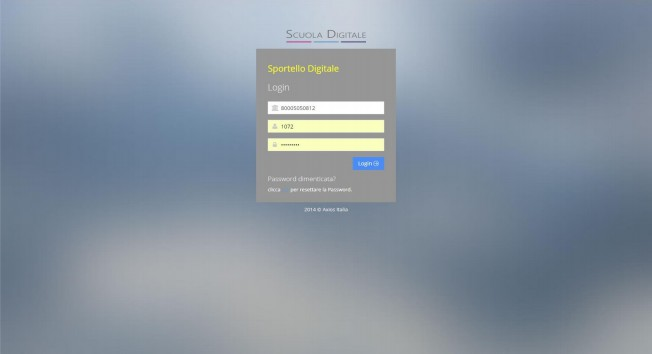 Scuola Digitale
Sportello Digitale
Login
80005050812
1072
•••••••••
Login
Password dimenticata?
clicca per resettare la Password.
2014 © Axios Italia